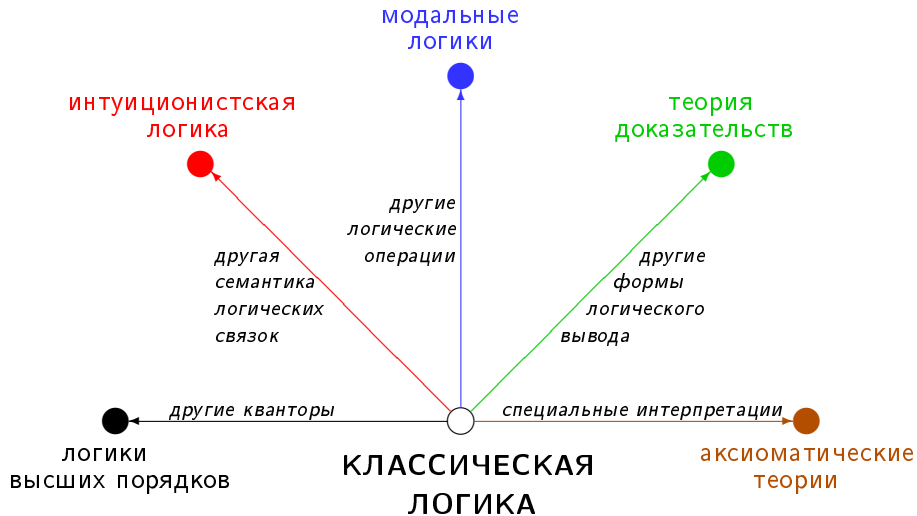 модальные
логики
интуиционистская
логика
теория
доказательств
другие
логические
операции
другая
семантика
логических
связок
другие
формы
логического
вывода
другие кванторы
специальные интерпретации
логики
высших порядков
КЛАССИЧЕСКАЯ
ЛОГИКА
аксиоматические
теории